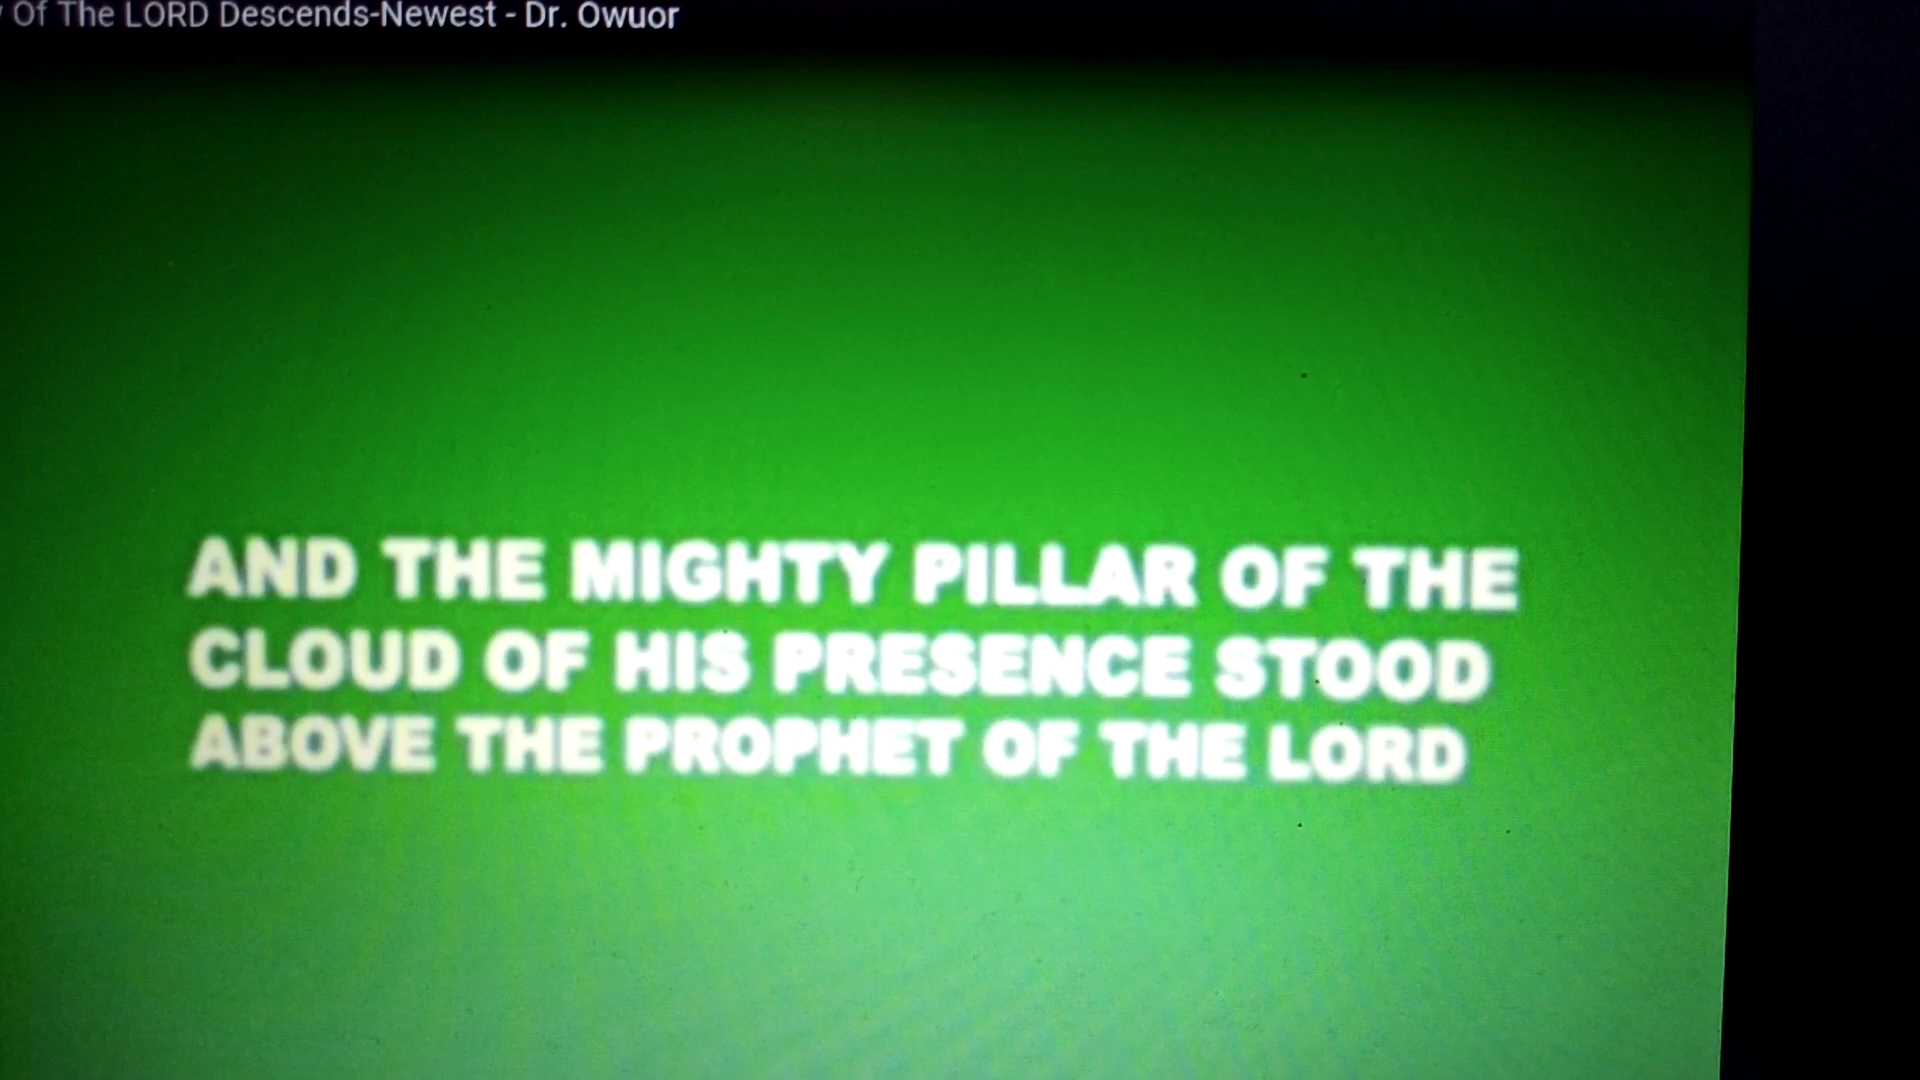 Of The LORD Descends-Newest - Dr. Owuor
AND THE MIGHTY PILLAR OF THE
CLOUD OF HIS PRESENCE STOOD
ABOVE THE PROPHET OF THE LORD